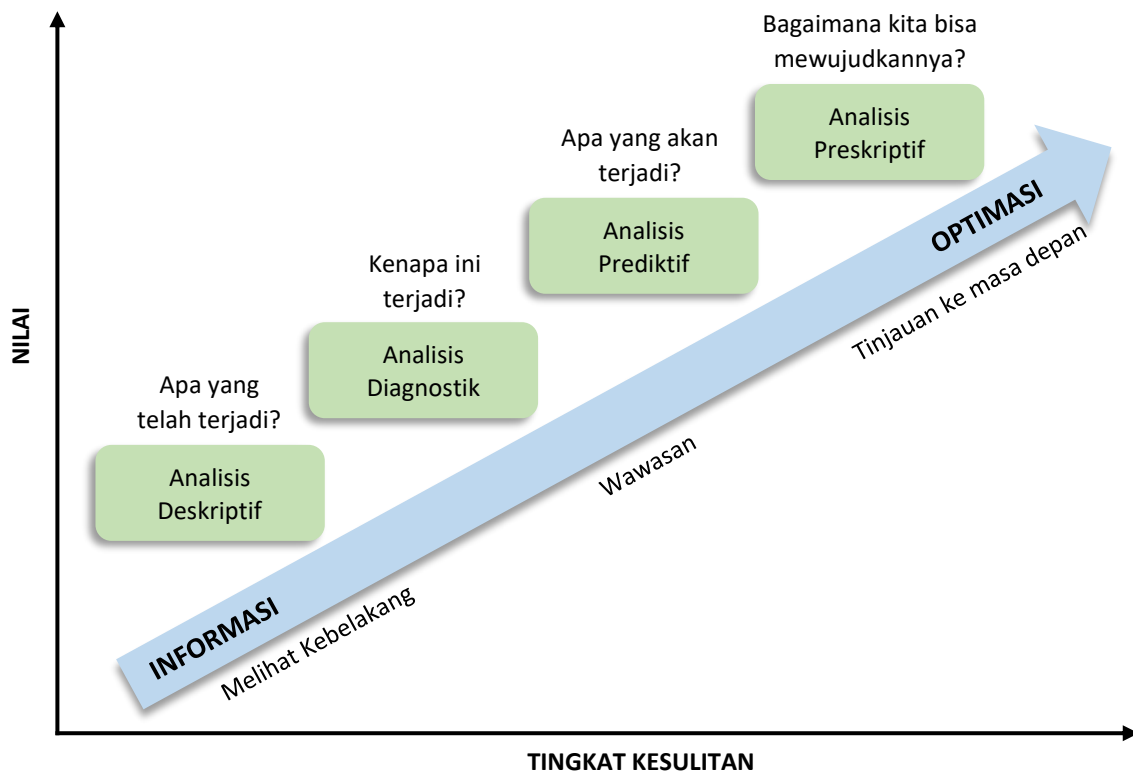 Bagaimana kita bisa
mewujudkannya?
Analisis
Preskriptif
Apa yang akan
terjadi?
Analisis
Prediktif
Kenapa ini
terjadi?
Analisis
Diagnostik
Apa yang
telah terjadi?
Analisis
Deskriptif
NILAI
INFORMASI
OPTIMASI
Melihat Kebelakang
Wawasan
Tinjauan ke masa depan
TINGKAT KESULITAN